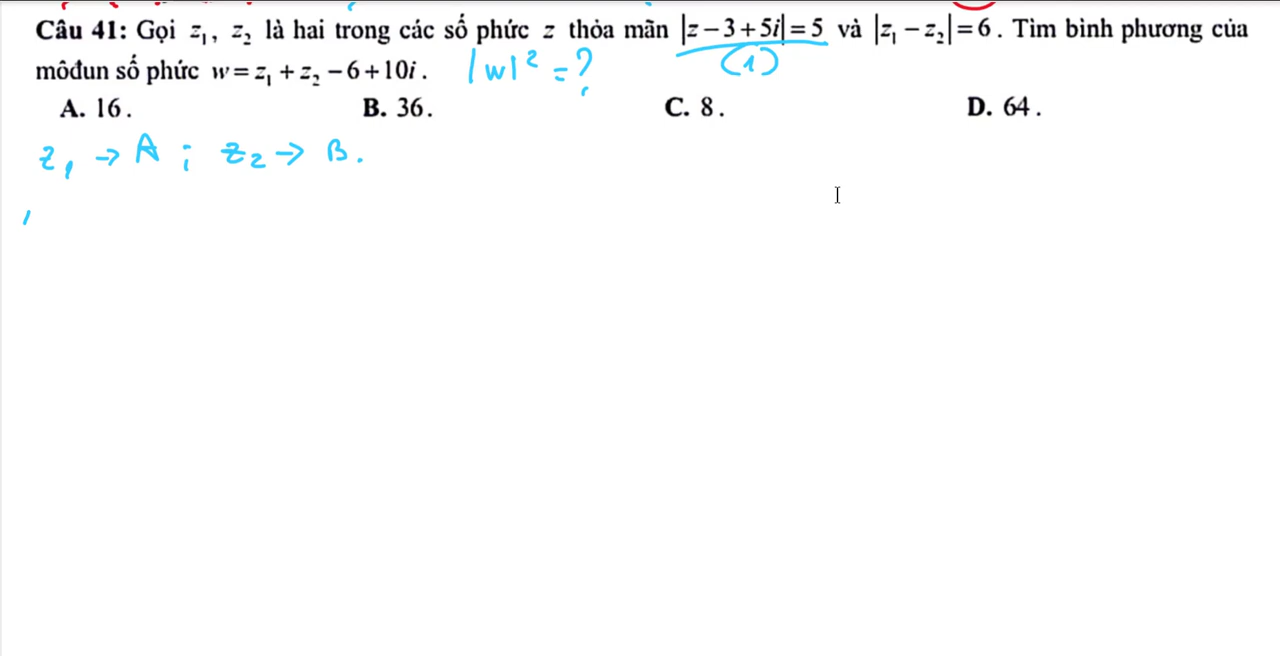 Câu 41: Gọi z₁, z₂ là hai trong các số phức z thỏa mãn |z−3+5i|=5 và |z₁−z₂|=6. Tìm bình phương của
(1)
môđun số phức w=z₁+z₂−6+10i. |w|²=?
A. 16. B. 36. C. 8. D. 64.
z₁ → A ; z₂ → B.